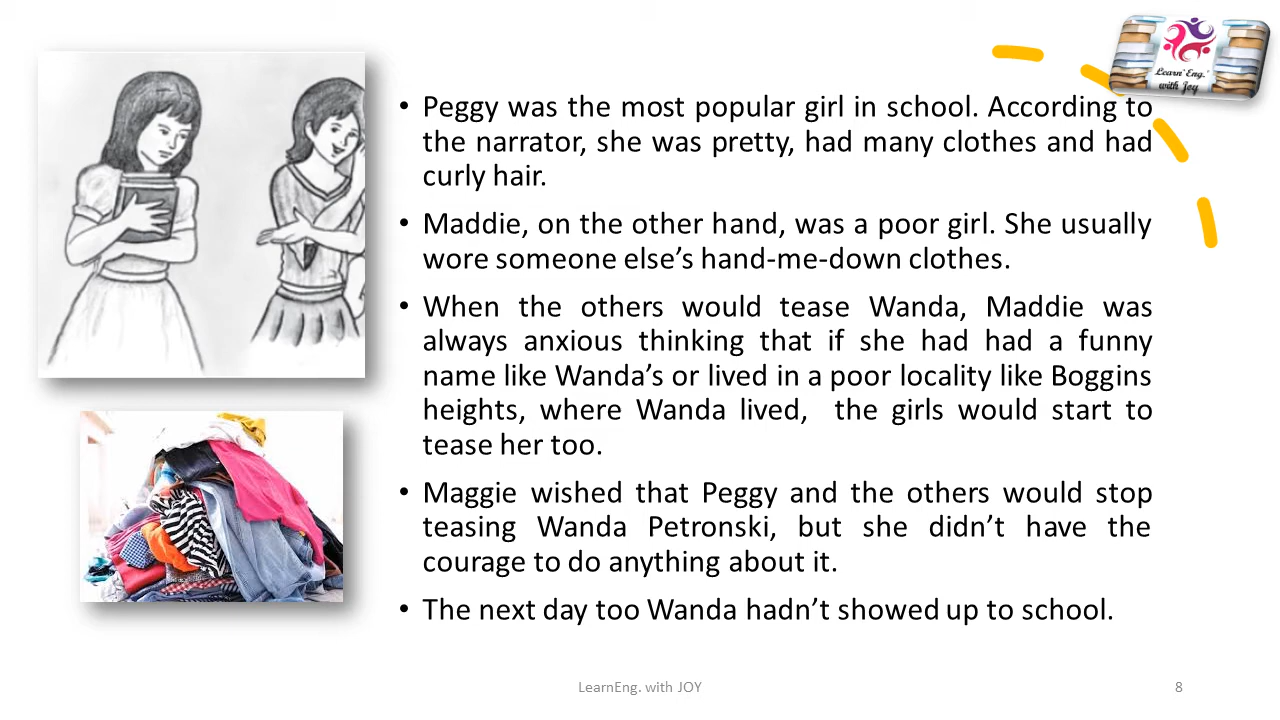 Learn' Eng.'
with Joy
• Peggy was the most popular girl in school. According to
the narrator, she was pretty, had many clothes and had
curly hair.
• Maddie, on the other hand, was a poor girl. She usually
wore someone else’s hand-me-down clothes.
• When the others would tease Wanda, Maddie was
always anxious thinking that if she had had a funny
name like Wanda’s or lived in a poor locality like Boggins
heights, where Wanda lived, the girls would start to
tease her too.
• Maggie wished that Peggy and the others would stop
teasing Wanda Petronski, but she didn’t have the
courage to do anything about it.
• The next day too Wanda hadn’t showed up to school.
LearnEng. with JOY
8